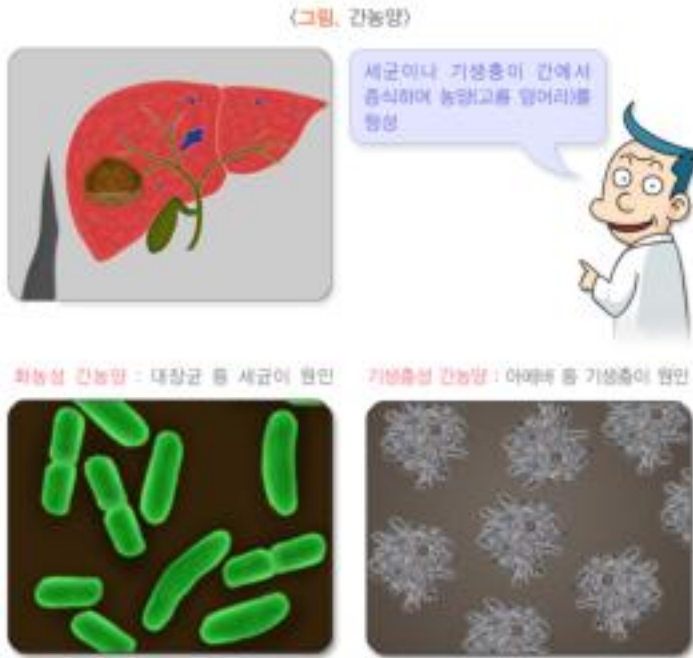 <그림. 간농양>
세균이나 기생충이 간에서
증식하며 농양(고름 덩어리)를
형성
화농성 간농양 : 대장균 등 세균이 원인
기생충성 간농양 : 아메바 등 기생충이 원인